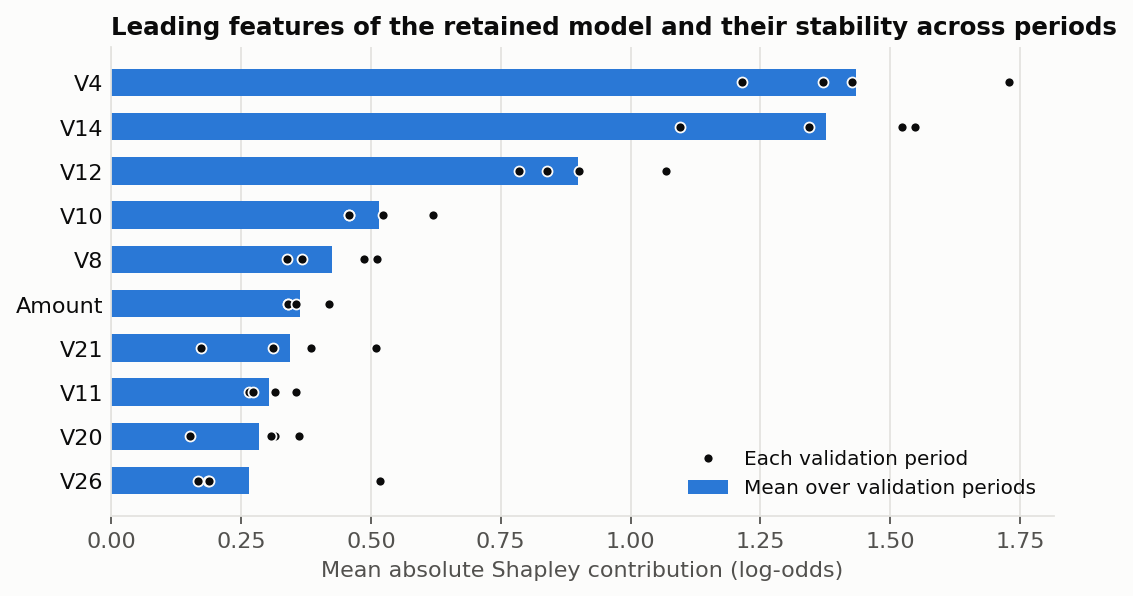 Leading features of the retained model and their stability across periods
V4
V14
V12
V10
V8
Amount
V21
V11
V20
V26
Each validation period
Mean over validation periods
0.00 0.25 0.50 0.75 1.00 1.25 1.50 1.75
Mean absolute Shapley contribution (log-odds)